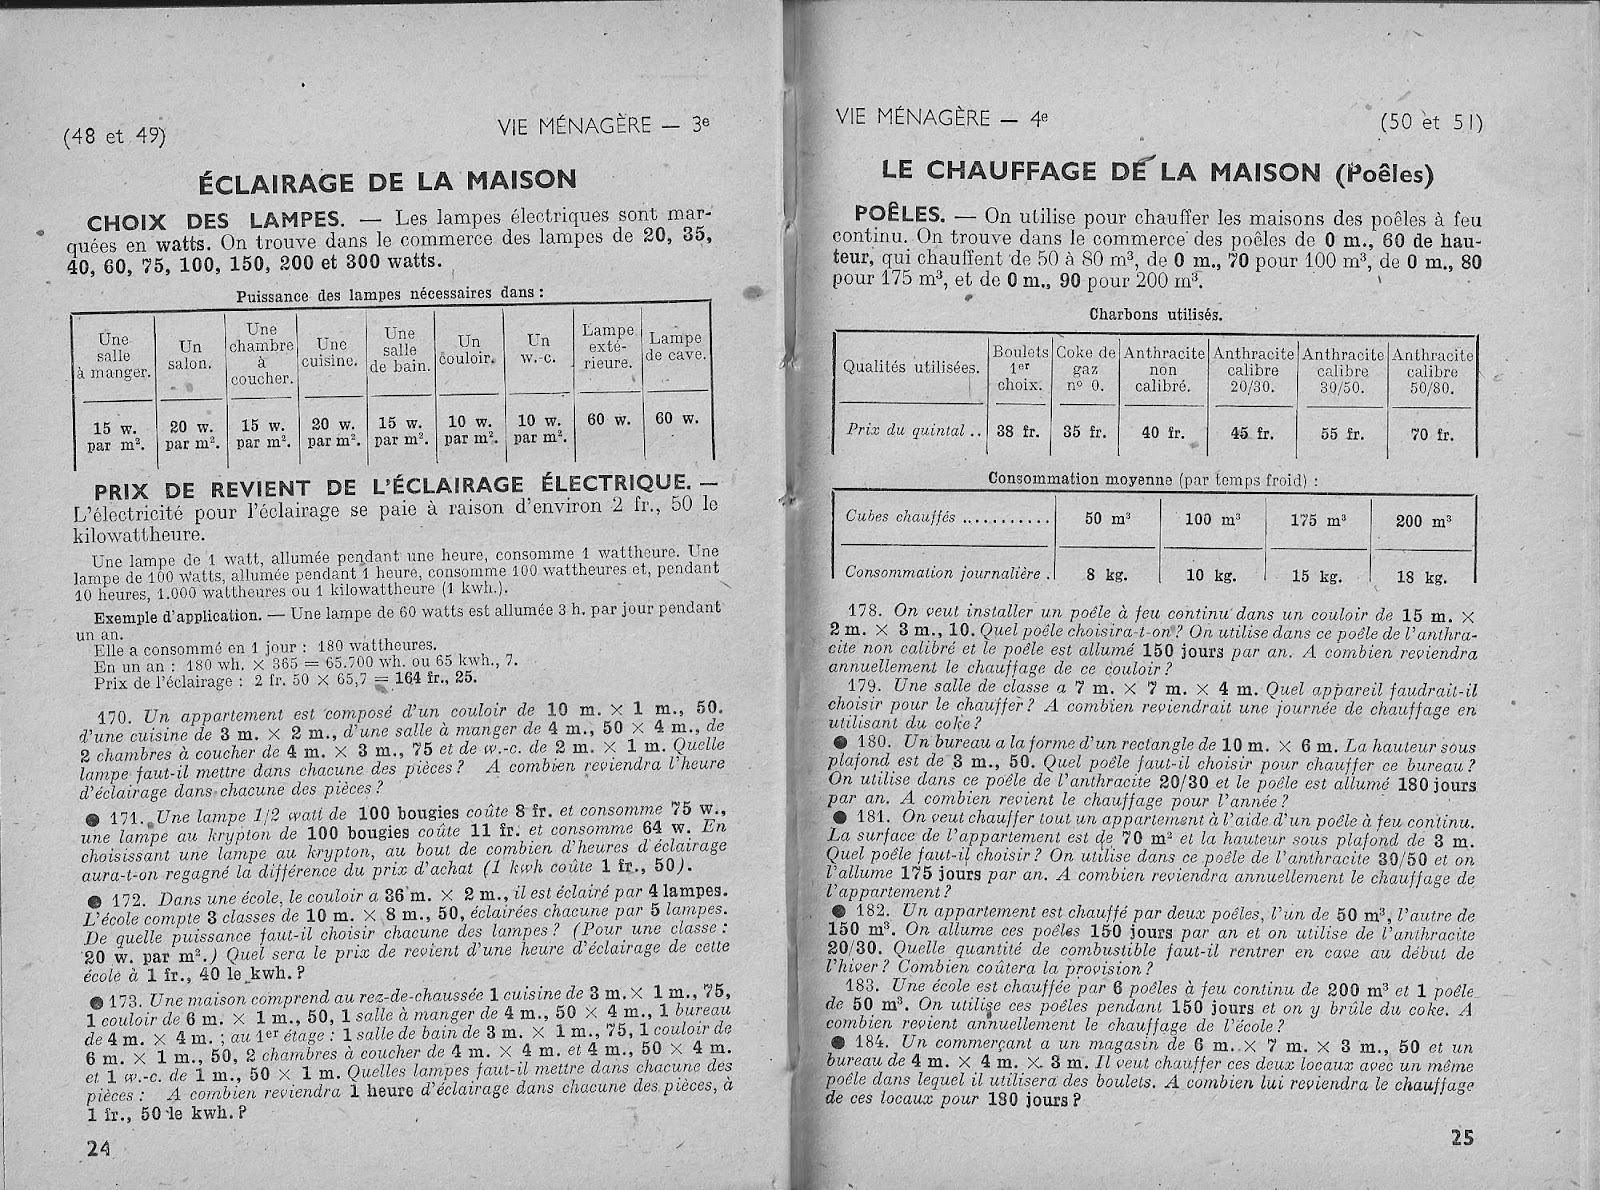 (48 et 49)
VIE MÉNAGÈRE — 3e
ÉCLAIRAGE DE LA MAISON
CHOIX DES LAMPES. — Les lampes électriques sont mar-
quées en watts. On trouve dans le commerce des lampes de 20, 35,
40, 60, 75, 100, 150, 200 et 300 watts.
Puissance des lampes nécessaires dans :
Une salle à manger. | Un salon. | Une chambre à coucher. | Une cuisine. | Une salle de bain. | Un couloir. | Un w.-c. | Lampe exté-rieure. | Lampe de cave.
15 w. par m². | 20 w. par m². | 15 w. par m². | 20 w. par m². | 15 w. par m². | 10 w. par m². | 10 w. par m². | 60 w. | 60 w.
PRIX DE REVIENT DE L'ÉCLAIRAGE ÉLECTRIQUE. —
L'électricité pour l'éclairage se paie à raison d'environ 2 fr., 50 le
kilowattheure.
Une lampe de 1 watt, allumée pendant une heure, consomme 1 wattheure. Une
lampe de 100 watts, allumée pendant 1 heure, consomme 100 wattheures et, pendant
10 heures, 1.000 wattheures ou 1 kilowattheure (1 kwh.).
Exemple d'application. — Une lampe de 60 watts est allumée 3 h. par jour pendant
un an.
Elle a consommé en 1 jour : 180 wattheures.
En un an : 180 wh. × 365 = 65.700 wh. ou 65 kwh., 7.
Prix de l'éclairage : 2 fr. 50 × 65,7 = 164 fr., 25.
170. Un appartement est composé d'un couloir de 10 m. × 1 m., 50.
d'une cuisine de 3 m. × 2 m., d'une salle à manger de 4 m., 50 × 4 m., de
2 chambres à coucher de 4 m. × 3 m., 75 et de w.-c. de 2 m. × 1 m. Quelle
lampe faut-il mettre dans chacune des pièces ? A combien reviendra l'heure
d'éclairage dans chacune des pièces ?
● 171. Une lampe 1/2 watt de 100 bougies coûte 8 fr. et consomme 75 w.,
une lampe au krypton de 100 bougies coûte 11 fr. et consomme 64 w. En
choisissant une lampe au krypton, au bout de combien d'heures d'éclairage
aura-t-on regagné la différence du prix d'achat (1 kwh coûte 1 fr., 50).
● 172. Dans une école, le couloir a 36 m. × 2 m., il est éclairé par 4 lampes.
L'école compte 3 classes de 10 m. × 8 m., 50, éclairées chacune par 5 lampes.
De quelle puissance faut-il choisir chacune des lampes ? (Pour une classe :
20 w. par m².) Quel sera le prix de revient d'une heure d'éclairage de cette
école à 1 fr., 40 le kwh. ?
● 173. Une maison comprend au rez-de-chaussée 1 cuisine de 3 m. × 1 m., 75,
1 couloir de 6 m. × 1 m., 50, 1 salle à manger de 4 m., 50 × 4 m., 1 bureau
de 4 m. × 4 m. ; au 1er étage : 1 salle de bain de 3 m. × 1 m., 75, 1 couloir de
6 m. × 1 m., 50, 2 chambres à coucher de 4 m. × 4 m. et 4 m., 50 × 4 m.
et 1 w.-c. de 1 m., 50 × 1 m. Quelles lampes faut-il mettre dans chacune des
pièces : A combien reviendra 1 heure d'éclairage dans chacune des pièces, à
1 fr., 50 le kwh. ?
24
VIE MÉNAGÈRE — 4e
(50 et 51)
LE CHAUFFAGE DE LA MAISON (Poêles)
POÊLES. — On utilise pour chauffer les maisons des poêles à feu
continu. On trouve dans le commerce des poêles de 0 m., 60 de hau-
teur, qui chauffent de 50 à 80 m³, de 0 m., 70 pour 100 m³, de 0 m., 80
pour 175 m³, et de 0 m., 90 pour 200 m³.
Charbons utilisés.
Qualités utilisées. | Boulets 1er choix. | Coke de gaz n° 0. | Anthracite non calibré. | Anthracite calibre 20/30. | Anthracite calibre 30/50. | Anthracite calibre 50/80.
Prix du quintal .. | 38 fr. | 35 fr. | 40 fr. | 45 fr. | 55 fr. | 70 fr.
Consommation moyenne (par temps froid) :
Cubes chauffés ........... | 50 m³ | 100 m³ | 175 m³ | 200 m³
Consommation journalière . | 8 kg. | 10 kg. | 15 kg. | 18 kg.
178. On veut installer un poêle à feu continu dans un couloir de 15 m. ×
2 m. × 3 m., 10. Quel poêle choisira-t-on ? On utilise dans ce poêle de l'anthra-
cite non calibré et le poêle est allumé 150 jours par an. A combien reviendra
annuellement le chauffage de ce couloir ?
179. Une salle de classe a 7 m. × 7 m. × 4 m. Quel appareil faudrait-il
choisir pour le chauffer ? A combien reviendrait une journée de chauffage en
utilisant du coke ?
● 180. Un bureau a la forme d'un rectangle de 10 m. × 6 m. La hauteur sous
plafond est de 3 m., 50. Quel poêle faut-il choisir pour chauffer ce bureau ?
On utilise dans ce poêle de l'anthracite 20/30 et le poêle est allumé 180 jours
par an. A combien revient le chauffage pour l'année ?
● 181. On veut chauffer tout un appartement à l'aide d'un poêle à feu continu.
La surface de l'appartement est de 70 m² et la hauteur sous plafond de 3 m.
Quel poêle faut-il choisir ? On utilise dans ce poêle de l'anthracite 30/50 et on
l'allume 175 jours par an. A combien reviendra annuellement le chauffage de
l'appartement ?
● 182. Un appartement est chauffé par deux poêles, l'un de 50 m³, l'autre de
150 m³. On allume ces poêles 150 jours par an et on utilise de l'anthracite
20/30. Quelle quantité de combustible faut-il rentrer en cave au début de
l'hiver ? Combien coûtera la provision ?
183. Une école est chauffée par 6 poêles à feu continu de 200 m³ et 1 poêle
de 50 m³. On utilise ces poêles pendant 150 jours et on y brûle du coke. A
combien revient annuellement le chauffage de l'école ?
● 184. Un commerçant a un magasin de 6 m. × 7 m. × 3 m., 50 et un
bureau de 4 m. × 4 m. × 3 m. Il veut chauffer ces deux locaux avec un même
poêle dans lequel il utilisera des boulets. A combien lui reviendra le chauffage
de ces locaux pour 180 jours ?
25